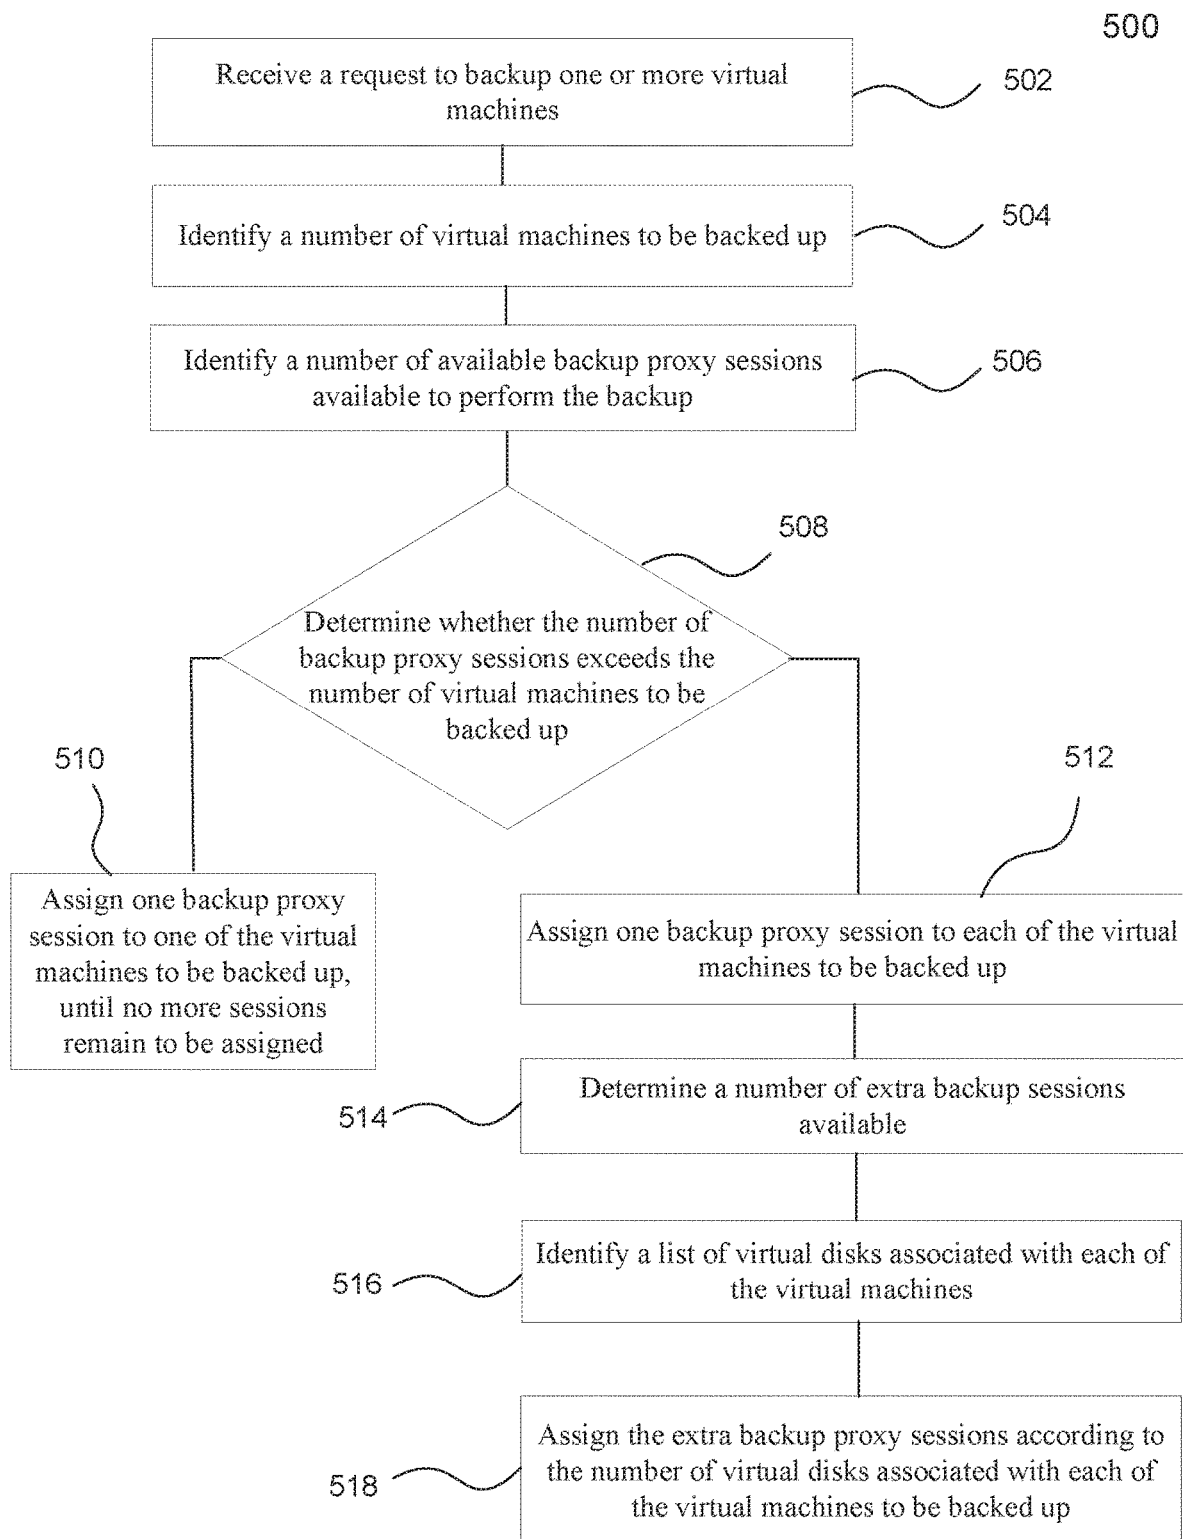 500
Receive a request to backup one or more virtual
machines
502
Identify a number of virtual machines to be backed up
504
Identify a number of available backup proxy sessions
available to perform the backup
506
508
Determine whether the number of
backup proxy sessions exceeds the
number of virtual machines to be
backed up
510
512
Assign one backup proxy
session to one of the virtual
machines to be backed up,
until no more sessions
remain to be assigned
Assign one backup proxy session to each of the virtual
machines to be backed up
514
Determine a number of extra backup sessions
available
516
Identify a list of virtual disks associated with each of
the virtual machines
518
Assign the extra backup proxy sessions according to
the number of virtual disks associated with each of
the virtual machines to be backed up